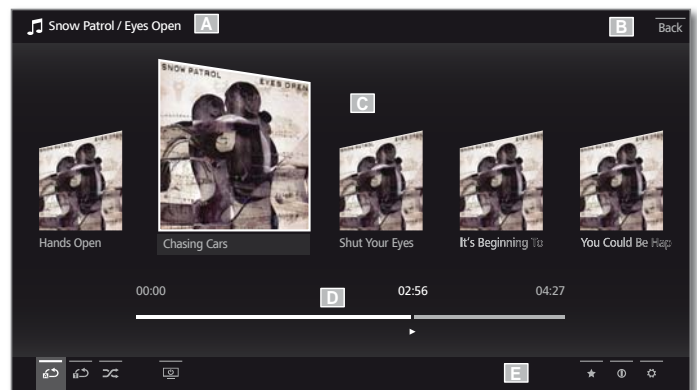 Snow Patrol / Eyes Open A B Back
C
SNOW PATROL EYES OPEN
Hands Open Chasing Cars Shut Your Eyes It's Beginning To You Could Be Hap
00:00 D 02:56 04:27
E